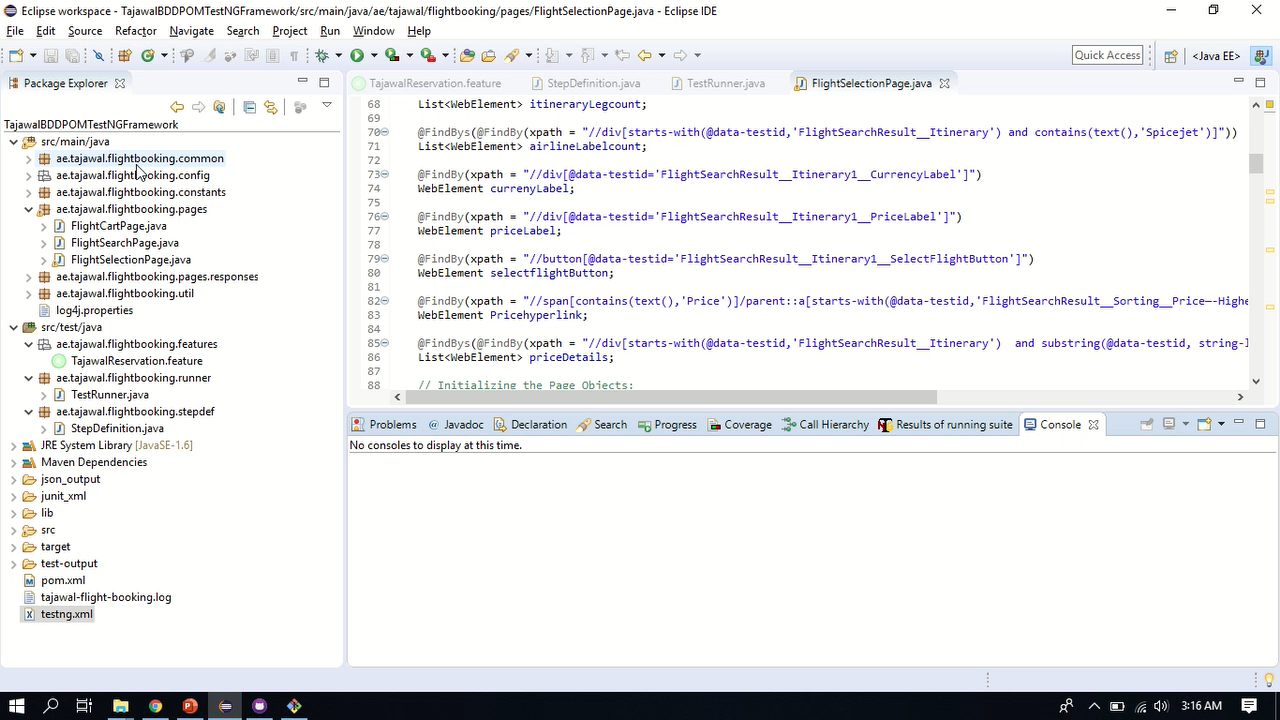 Eclipse workspace - TajawalBDDPOMTestNGFramework/src/main/java/ae/tajawal/flightbooking/pages/FlightSelectionPage.java - Eclipse IDE
File Edit Source Refactor Navigate Search Project Run Window Help
Quick Access
<Java EE>
Package Explorer
TajawalBDDPOMTestNGFramework
src/main/java
ae.tajawal.flightbooking.common
ae.tajawal.flightbooking.config
ae.tajawal.flightbooking.constants
ae.tajawal.flightbooking.pages
FlightCartPage.java
FlightSearchPage.java
FlightSelectionPage.java
ae.tajawal.flightbooking.pages.responses
ae.tajawal.flightbooking.util
log4j.properties
src/test/java
ae.tajawal.flightbooking.features
TajawalReservation.feature
ae.tajawal.flightbooking.runner
TestRunner.java
ae.tajawal.flightbooking.stepdef
StepDefinition.java
JRE System Library [JavaSE-1.6]
Maven Dependencies
json_output
junit_xml
lib
src
target
test-output
pom.xml
tajawal-flight-booking.log
testng.xml
TajawalReservation.feature StepDefinition.java TestRunner.java FlightSelectionPage.java
68 List<WebElement> itineraryLegcount;
69
70 @FindBys(@FindBy(xpath = "//div[starts-with(@data-testid,'FlightSearchResult__Itinerary') and contains(text(),'Spicejet')]"))
71 List<WebElement> airlineLabelcount;
72
73 @FindBy(xpath = "//div[@data-testid='FlightSearchResult__Itinerary1__CurrencyLabel']")
74 WebElement currenyLabel;
75
76 @FindBy(xpath = "//div[@data-testid='FlightSearchResult__Itinerary1__PriceLabel']")
77 WebElement priceLabel;
78
79 @FindBy(xpath = "//button[@data-testid='FlightSearchResult__Itinerary1__SelectFlightButton']")
80 WebElement selectflightButton;
81
82 @FindBy(xpath = "//span[contains(text(),'Price')]/parent::a[starts-with(@data-testid,'FlightSearchResult__Sorting__Price—-Highe
83 WebElement Pricehyperlink;
84
85 @FindBys(@FindBy(xpath = "//div[starts-with(@data-testid,'FlightSearchResult__Itinerary')  and substring(@data-testid, string-l
86 List<WebElement> priceDetails;
87
88 // Initializing the Page Objects:
Problems Javadoc Declaration Search Progress Coverage Call Hierarchy Results of running suite Console
No consoles to display at this time.
3:16 AM